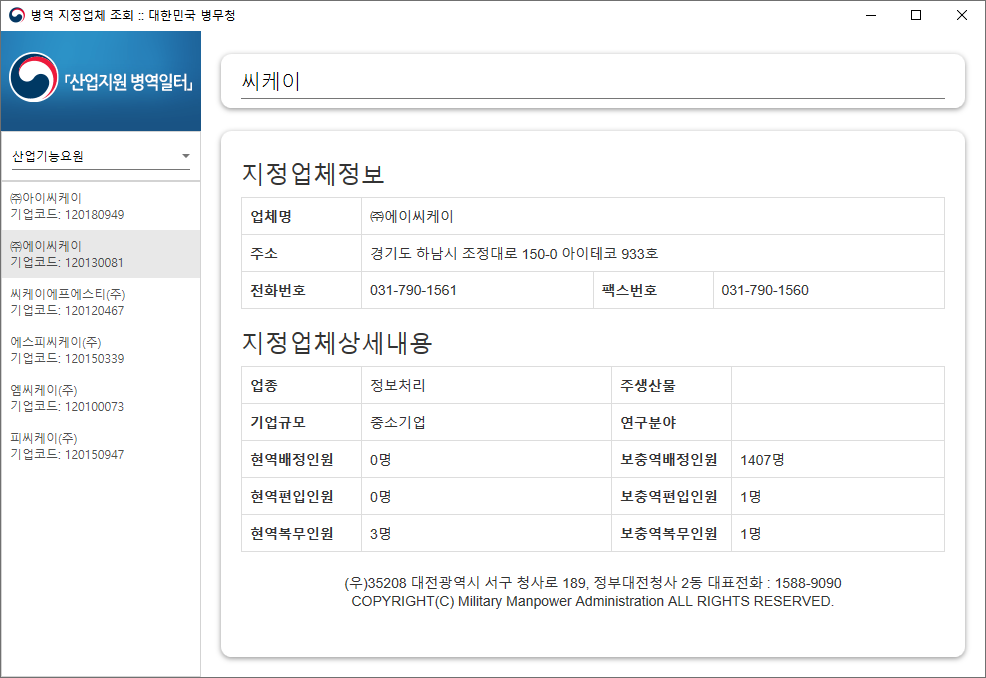 병역 지정업체 조회 :: 대한민국 병무청
「산업지원 병역일터」
산업기능요원
㈜아이씨케이
기업코드: 120180949
㈜에이씨케이
기업코드: 120130081
씨케이에프에스티(주)
기업코드: 120120467
에스피씨케이(주)
기업코드: 120150339
엠씨케이(주)
기업코드: 120100073
피씨케이(주)
기업코드: 120150947
씨케이
지정업체정보
업체명 ㈜에이씨케이
주소 경기도 하남시 조정대로 150-0 아이테코 933호
전화번호 031-790-1561 팩스번호 031-790-1560
지정업체상세내용
업종 정보처리 주생산물
기업규모 중소기업 연구분야
현역배정인원 0명 보충역배정인원 1407명
현역편입인원 0명 보충역편입인원 1명
현역복무인원 3명 보충역복무인원 1명
(우)35208 대전광역시 서구 청사로 189, 정부대전청사 2동 대표전화 : 1588-9090
COPYRIGHT(C) Military Manpower Administration ALL RIGHTS RESERVED.